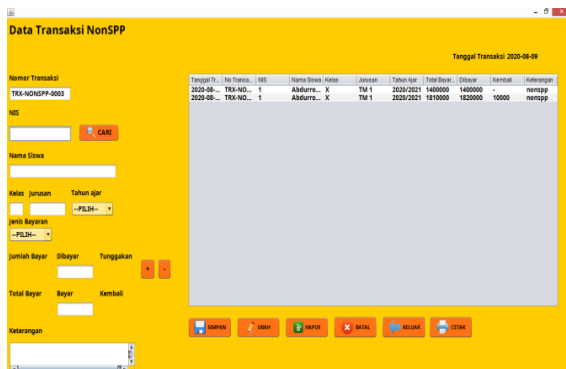 Data Transaksi NonSPP
Tanggal Transaksi 2020-08-09
Nomor Transaksi
TRX-NONSPP-0003
NIS
CARI
Nama Siswa
Kelas Jurusan Tahun ajar
--PILIH--
Jenis Bayaran
--PILIH--
Jumlah Bayar Dibayar Tunggakan
+ -
Total Bayar Bayar Kembali
Keterangan
Tanggal Tr... No Transa... NIS Nama Siswa Kelas Jurusan Tahun Ajar Total Bayar... Dibayar Kembali Keterangan
2020-08-... TRX-NO... 1 Abdurro... X TM 1 2020/2021 1400000 1400000 - nonspp
2020-08-... TRX-NO... 1 Abdurro... X TM 1 2020/2021 1810000 1820000 10000 nonspp
SIMPAN UBAH HAPUS BATAL KELUAR CETAK